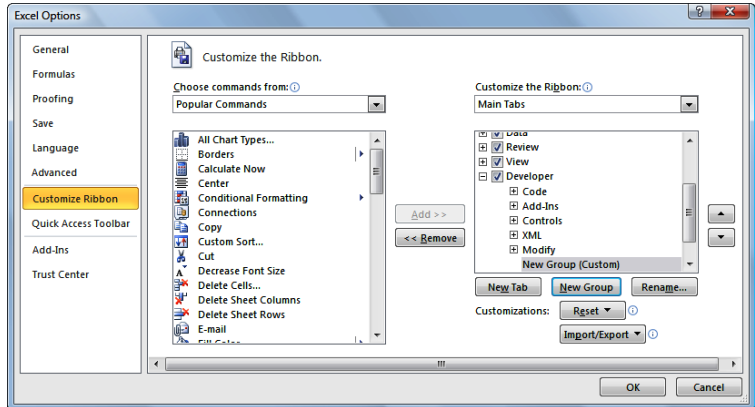 Excel Options
General
Formulas
Proofing
Save
Language
Advanced
Customize Ribbon
Quick Access Toolbar
Add-Ins
Trust Center
Customize the Ribbon.
Choose commands from:
Popular Commands
All Chart Types...
Borders
Calculate Now
Center
Conditional Formatting
Connections
Copy
Custom Sort...
Cut
Decrease Font Size
Delete Cells...
Delete Sheet Columns
Delete Sheet Rows
E-mail
Fill Color
Add >>
<< Remove
Customize the Ribbon:
Main Tabs
Data
Review
View
Developer
Code
Add-Ins
Controls
XML
Modify
New Group (Custom)
New Tab
New Group
Rename...
Customizations:
Reset
Import/Export
OK
Cancel